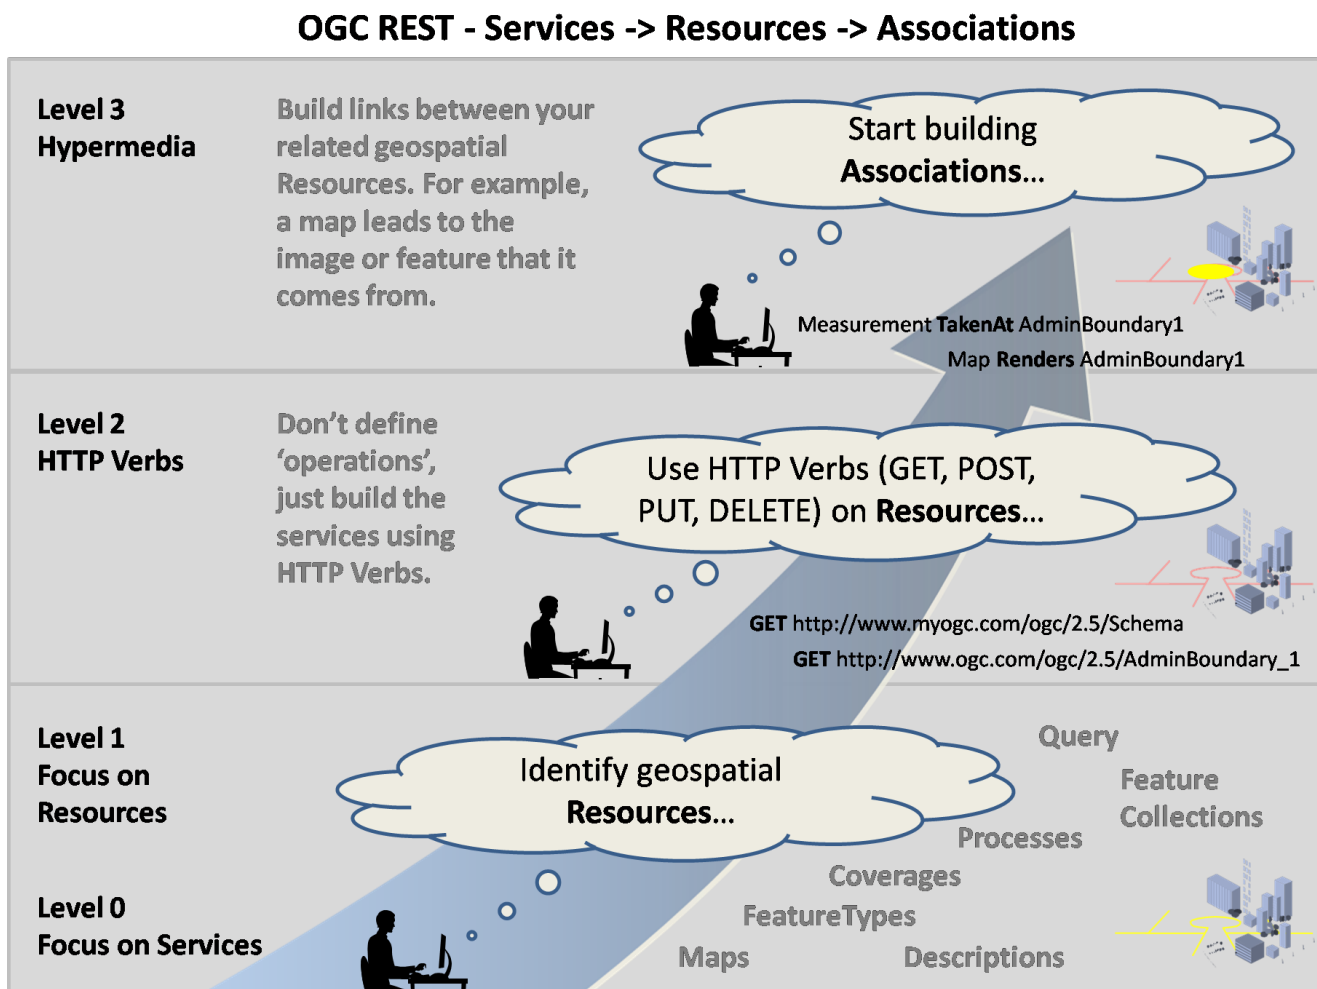 OGC REST - Services -> Resources -> Associations
Level 3
Hypermedia
Build links between your
related geospatial
Resources. For example,
a map leads to the
image or feature that it
comes from.
Start building
Associations...
Measurement TakenAt AdminBoundary1
Map Renders AdminBoundary1
Level 2
HTTP Verbs
Don't define
‘operations’,
just build the
services using
HTTP Verbs.
Use HTTP Verbs (GET, POST,
PUT, DELETE) on Resources...
GET http://www.myogc.com/ogc/2.5/Schema
GET http://www.ogc.com/ogc/2.5/AdminBoundary_1
Level 1
Focus on
Resources
Identify geospatial
Resources...
Query
Feature
Collections
Processes
Coverages
FeatureTypes
Maps
Descriptions
Level 0
Focus on Services